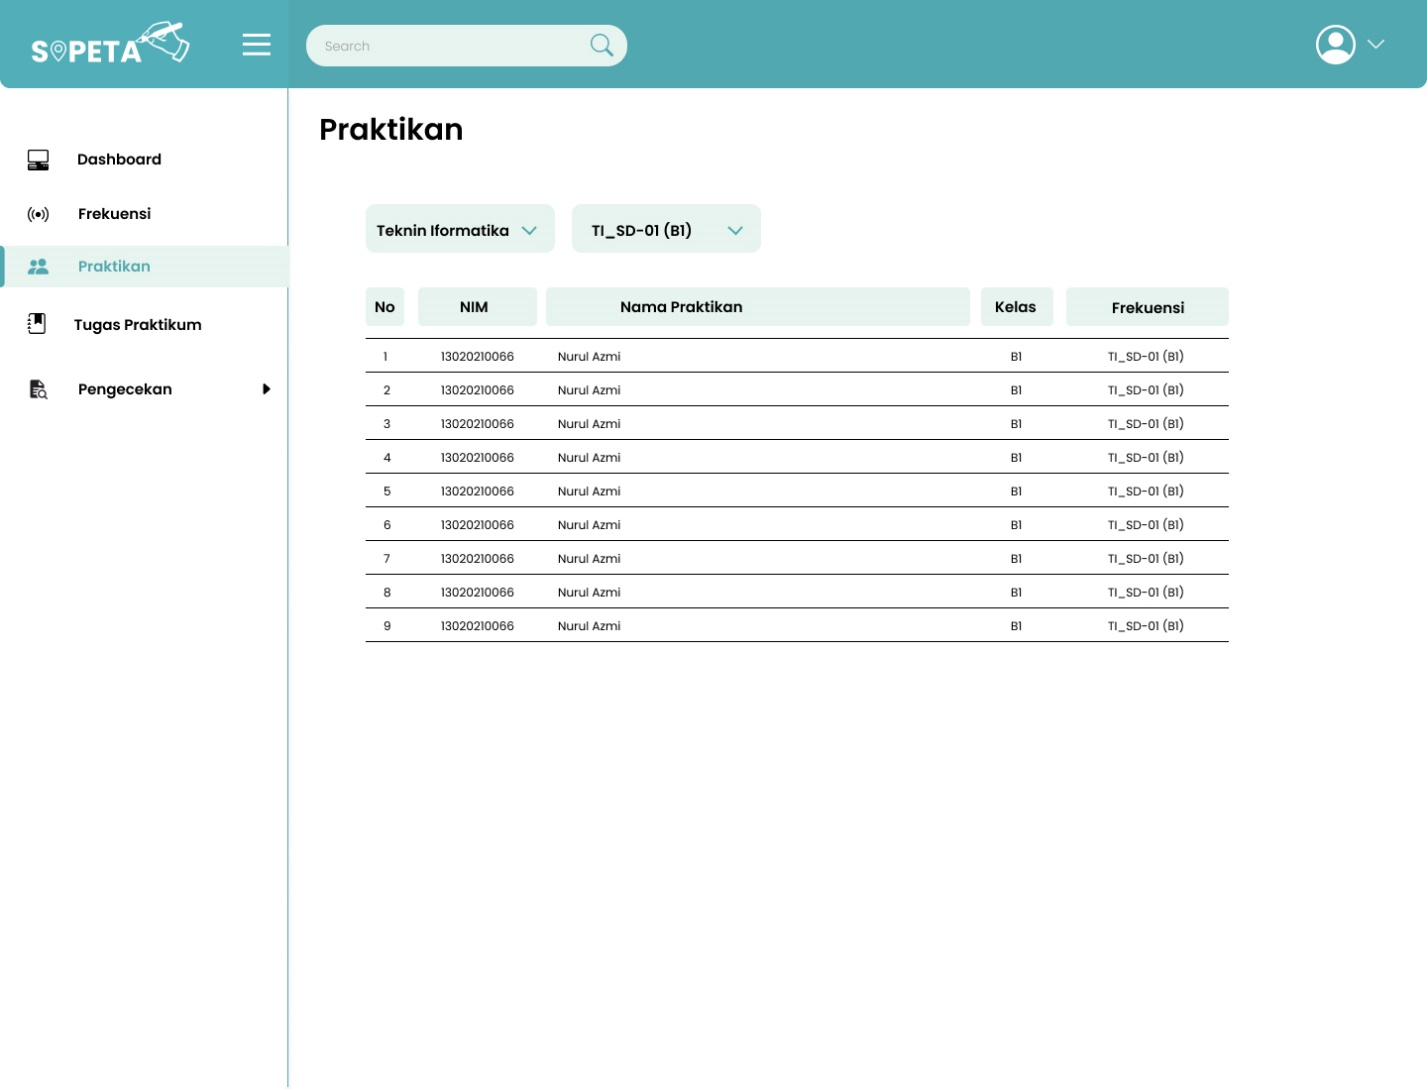 SOPETA
Search
Praktikan
Dashboard
Frekuensi
Praktikan
Tugas Praktikum
Pengecekan
Teknin Iformatika TI_SD-01 (B1)
No NIM Nama Praktikan Kelas Frekuensi
1 13020210066 Nurul Azmi B1 TI_SD-01 (B1)
2 13020210066 Nurul Azmi B1 TI_SD-01 (B1)
3 13020210066 Nurul Azmi B1 TI_SD-01 (B1)
4 13020210066 Nurul Azmi B1 TI_SD-01 (B1)
5 13020210066 Nurul Azmi B1 TI_SD-01 (B1)
6 13020210066 Nurul Azmi B1 TI_SD-01 (B1)
7 13020210066 Nurul Azmi B1 TI_SD-01 (B1)
8 13020210066 Nurul Azmi B1 TI_SD-01 (B1)
9 13020210066 Nurul Azmi B1 TI_SD-01 (B1)